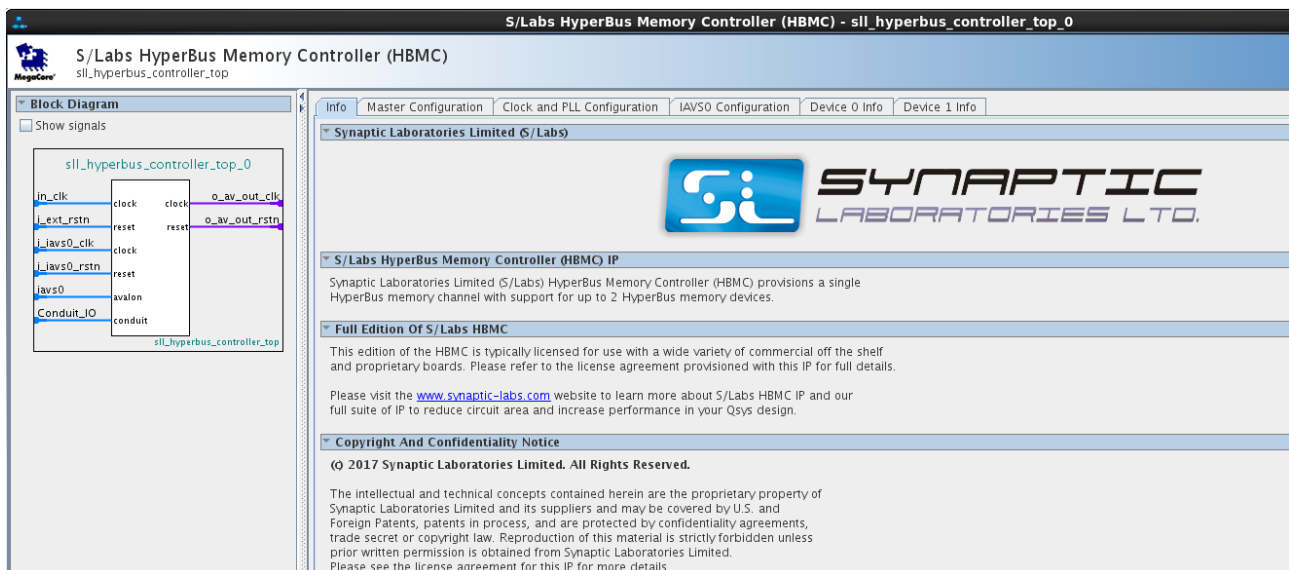 S/Labs HyperBus Memory Controller (HBMC) - sll_hyperbus_controller_top_0
MegaCore'
S/Labs HyperBus Memory Controller (HBMC)
sll_hyperbus_controller_top
Block Diagram
Show signals
sll_hyperbus_controller_top_0
in_clk
clock
clock
o_av_out_clk
i_ext_rstn
reset
reset
o_av_out_rstn
i_iavs0_clk
clock
i_iavs0_rstn
reset
iavs0
avalon
Conduit_IO
conduit
sll_hyperbus_controller_top
Info
Master Configuration
Clock and PLL Configuration
IAVS0 Configuration
Device 0 Info
Device 1 Info
Synaptic Laboratories Limited (S/Labs)
SYNAPTIC
LABORATORIES LTD.
S/Labs HyperBus Memory Controller (HBMC) IP
Synaptic Laboratories Limited (S/Labs) HyperBus Memory Controller (HBMC) provisions a single
HyperBus memory channel with support for up to 2 HyperBus memory devices.
Full Edition Of S/Labs HBMC
This edition of the HBMC is typically licensed for use with a wide variety of commercial off the shelf
and proprietary boards. Please refer to the license agreement provisioned with this IP for full details.
Please visit the www.synaptic-labs.com website to learn more about S/Labs HBMC IP and our
full suite of IP to reduce circuit area and increase performance in your Qsys design.
Copyright And Confidentiality Notice
(c) 2017 Synaptic Laboratories Limited. All Rights Reserved.
The intellectual and technical concepts contained herein are the proprietary property of
Synaptic Laboratories Limited and its suppliers and may be covered by U.S. and
Foreign Patents, patents in process, and are protected by confidentiality agreements,
trade secret or copyright law. Reproduction of this material is strictly forbidden unless
prior written permission is obtained from Synaptic Laboratories Limited.
Please see the license agreement for this IP for more details.